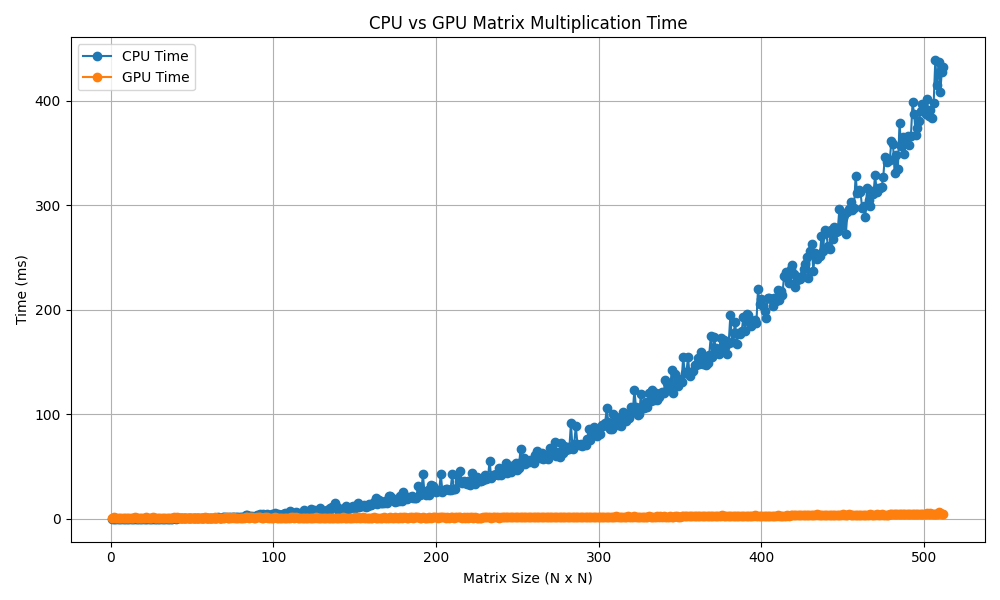 CPU vs GPU Matrix Multiplication Time
CPU Time
GPU Time
Time (ms)
400
300
200
100
0
0 100 200 300 400 500
Matrix Size (N x N)